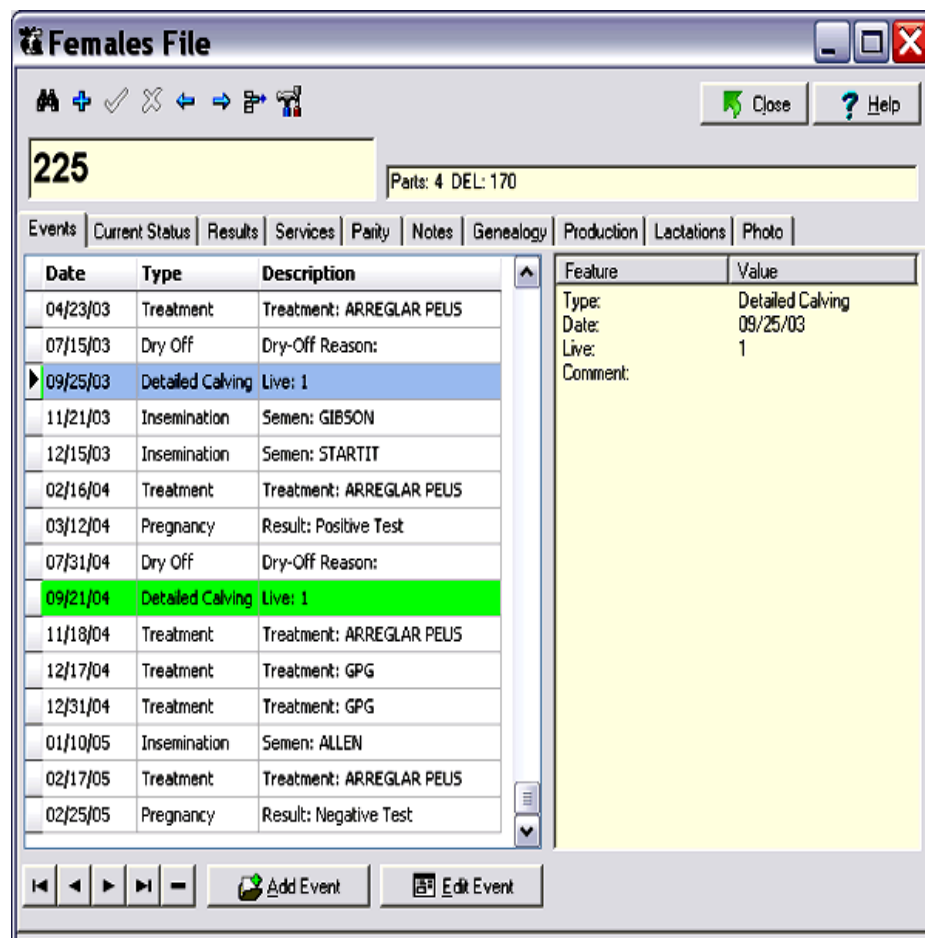 Females File
Close Help
225
Parts: 4 DEL: 170
Events Current Status Results Services Parity Notes Genealogy Production Lactations Photo
Date Type Description
04/23/03 Treatment Treatment: ARREGLAR PEUS
07/15/03 Dry Off Dry-Off Reason:
09/25/03 Detailed Calving Live: 1
11/21/03 Insemination Semen: GIBSON
12/15/03 Insemination Semen: STARTIT
02/16/04 Treatment Treatment: ARREGLAR PEUS
03/12/04 Pregnancy Result: Positive Test
07/31/04 Dry Off Dry-Off Reason:
09/21/04 Detailed Calving Live: 1
11/18/04 Treatment Treatment: ARREGLAR PEUS
12/17/04 Treatment Treatment: GPG
12/31/04 Treatment Treatment: GPG
01/10/05 Insemination Semen: ALLEN
02/17/05 Treatment Treatment: ARREGLAR PEUS
02/25/05 Pregnancy Result: Negative Test
Feature Value
Type: Detailed Calving
Date: 09/25/03
Live: 1
Comment:
Add Event Edit Event